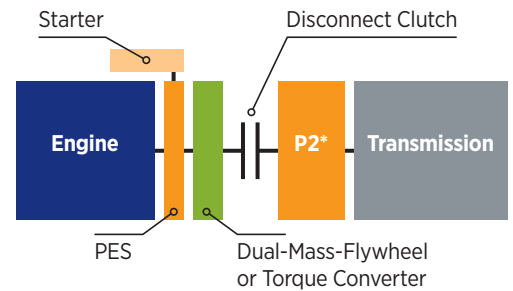 Starter
Disconnect Clutch
Engine
P2*
Transmission
PES
Dual-Mass-Flywheel
or Torque Converter